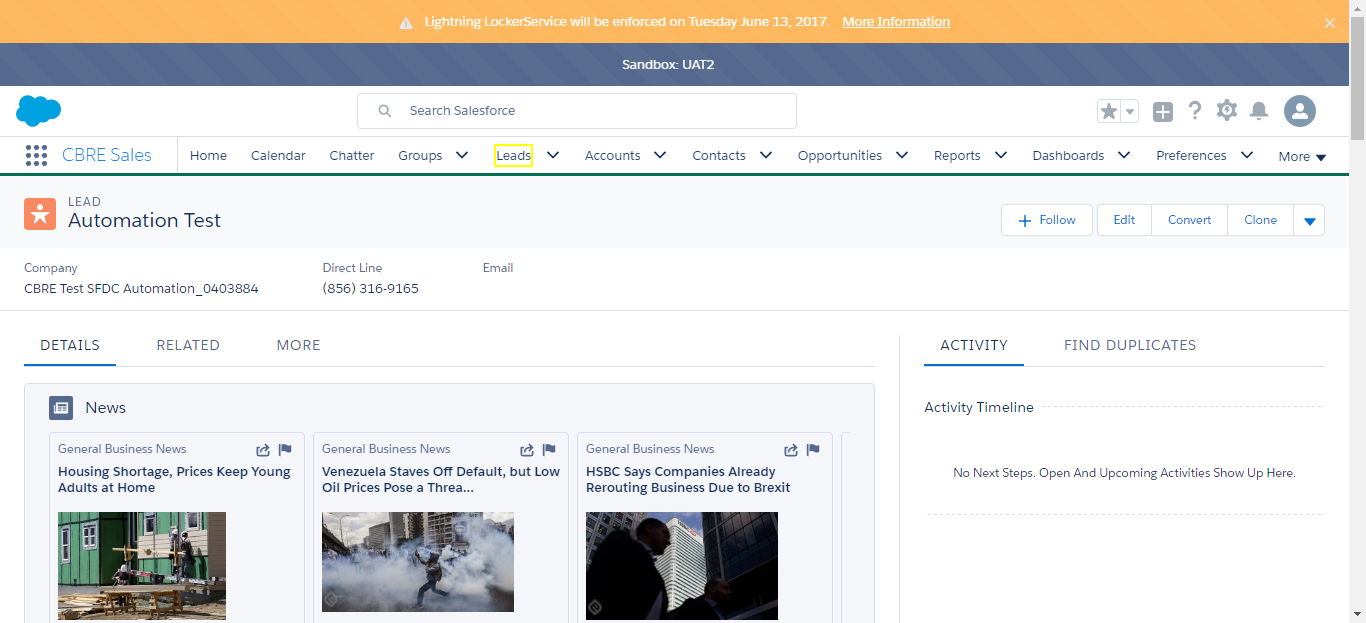 Lightning LockerService will be enforced on Tuesday June 13, 2017. More Information
Sandbox: UAT2
Search Salesforce
CBRE Sales Home Calendar Chatter Groups Leads Accounts Contacts Opportunities Reports Dashboards Preferences More
LEAD
Automation Test
Follow Edit Convert Clone
Company Direct Line Email
CBRE Test SFDC Automation_0403884 (856) 316-9165
DETAILS RELATED MORE
ACTIVITY FIND DUPLICATES
News
General Business News
Housing Shortage, Prices Keep Young
Adults at Home
General Business News
Venezuela Staves Off Default, but Low
Oil Prices Pose a Threa...
General Business News
HSBC Says Companies Already
Rerouting Business Due to Brexit
Activity Timeline
No Next Steps. Open And Upcoming Activities Show Up Here.